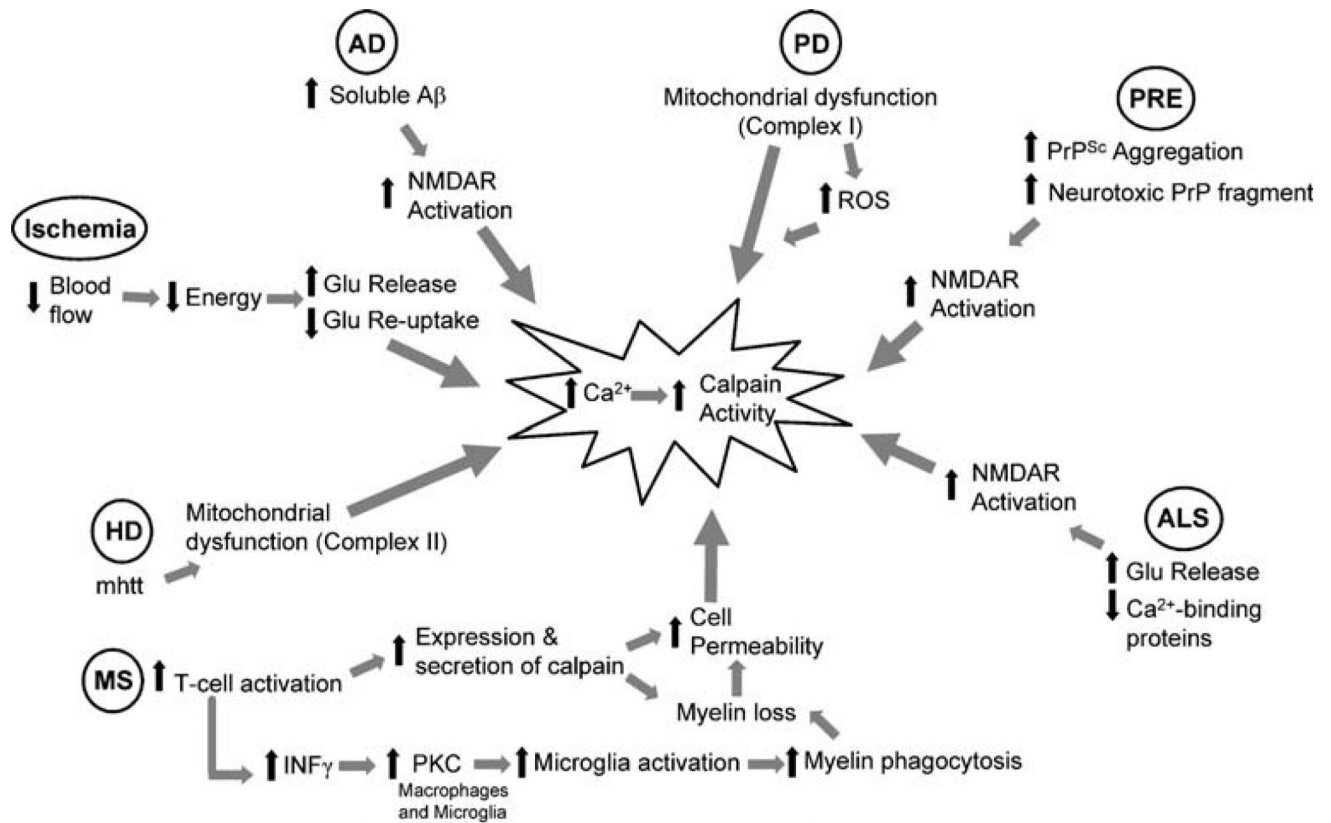 AD
Soluble Aβ
NMDAR
Activation
PD
Mitochondrial dysfunction
(Complex I)
ROS
PRE
PrPSc Aggregation
Neurotoxic PrP fragment
NMDAR
Activation
Ischemia
Blood
flow
Energy
Glu Release
Glu Re-uptake
Ca2+
Calpain
Activity
NMDAR
Activation
ALS
Glu Release
Ca2+-binding
proteins
HD
mhtt
Mitochondrial
dysfunction (Complex II)
MS
T-cell activation
Expression &
secretion of calpain
Cell
Permeability
Myelin loss
INFγ
PKC
Macrophages
and Microglia
Microglia activation
Myelin phagocytosis